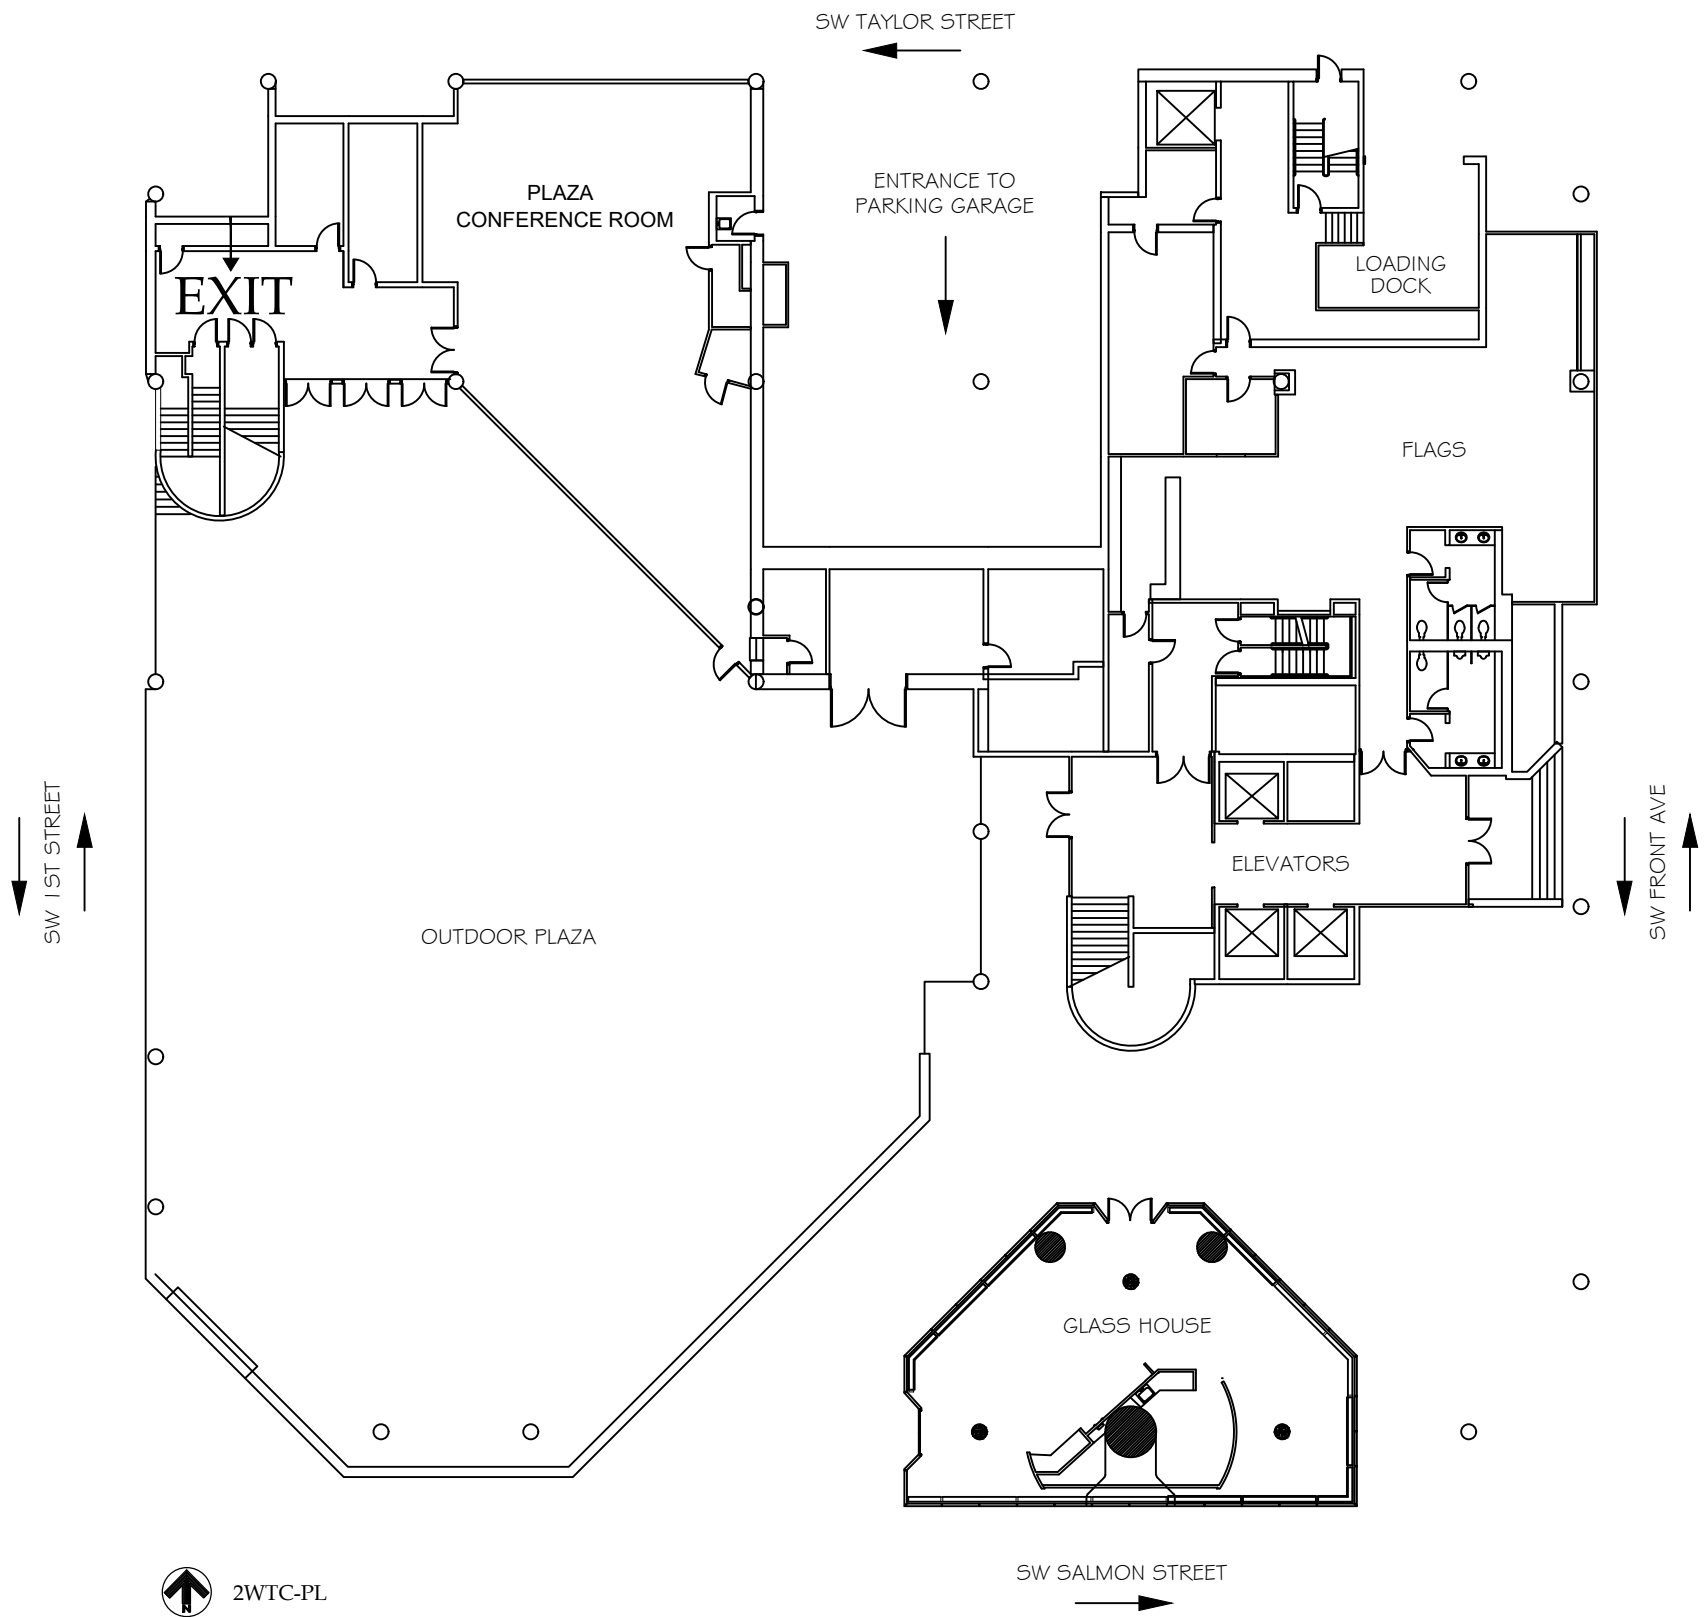 SW TAYLOR STREET
PLAZA
CONFERENCE ROOM
ENTRANCE TO
PARKING GARAGE
LOADING
DOCK
EXIT
FLAGS
SW 1ST STREET
SW FRONT AVE
ELEVATORS
OUTDOOR PLAZA
GLASS HOUSE
SW SALMON STREET
N
2WTC-PL